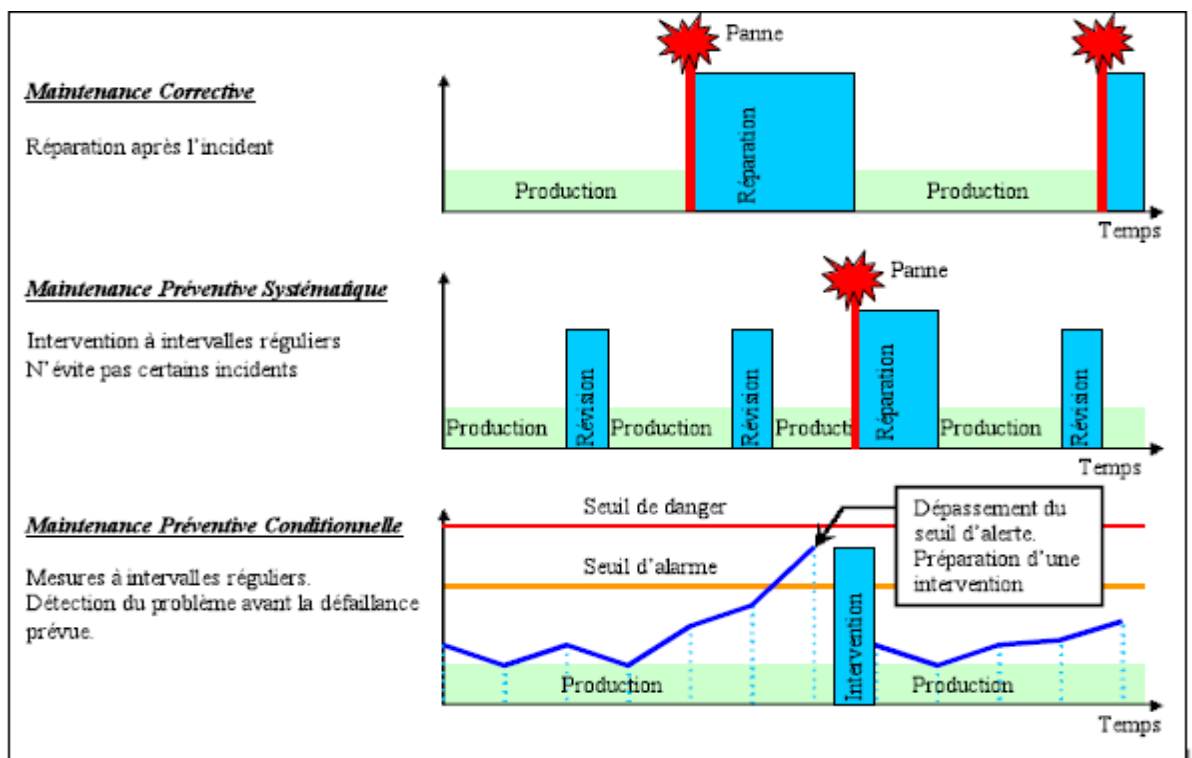 Panne
Maintenance Corrective
Réparation après l'incident
Réparation
Production
Production
Temps
Maintenance Préventive Systématique
Panne
Intervention à intervalles réguliers
N'évite pas certains incidents
Production
Révision
Production
Révision
Producti
Réparation
Production
Révision
Temps
Maintenance Préventive Conditionnelle
Seuil de danger
Dépassement du
seuil d'alerte.
Préparation d'une
intervention
Mesures à intervalles réguliers.
Détection du problème avant la défaillance
prévue.
Seuil d'alarme
Production
Intervention
Production
Temps